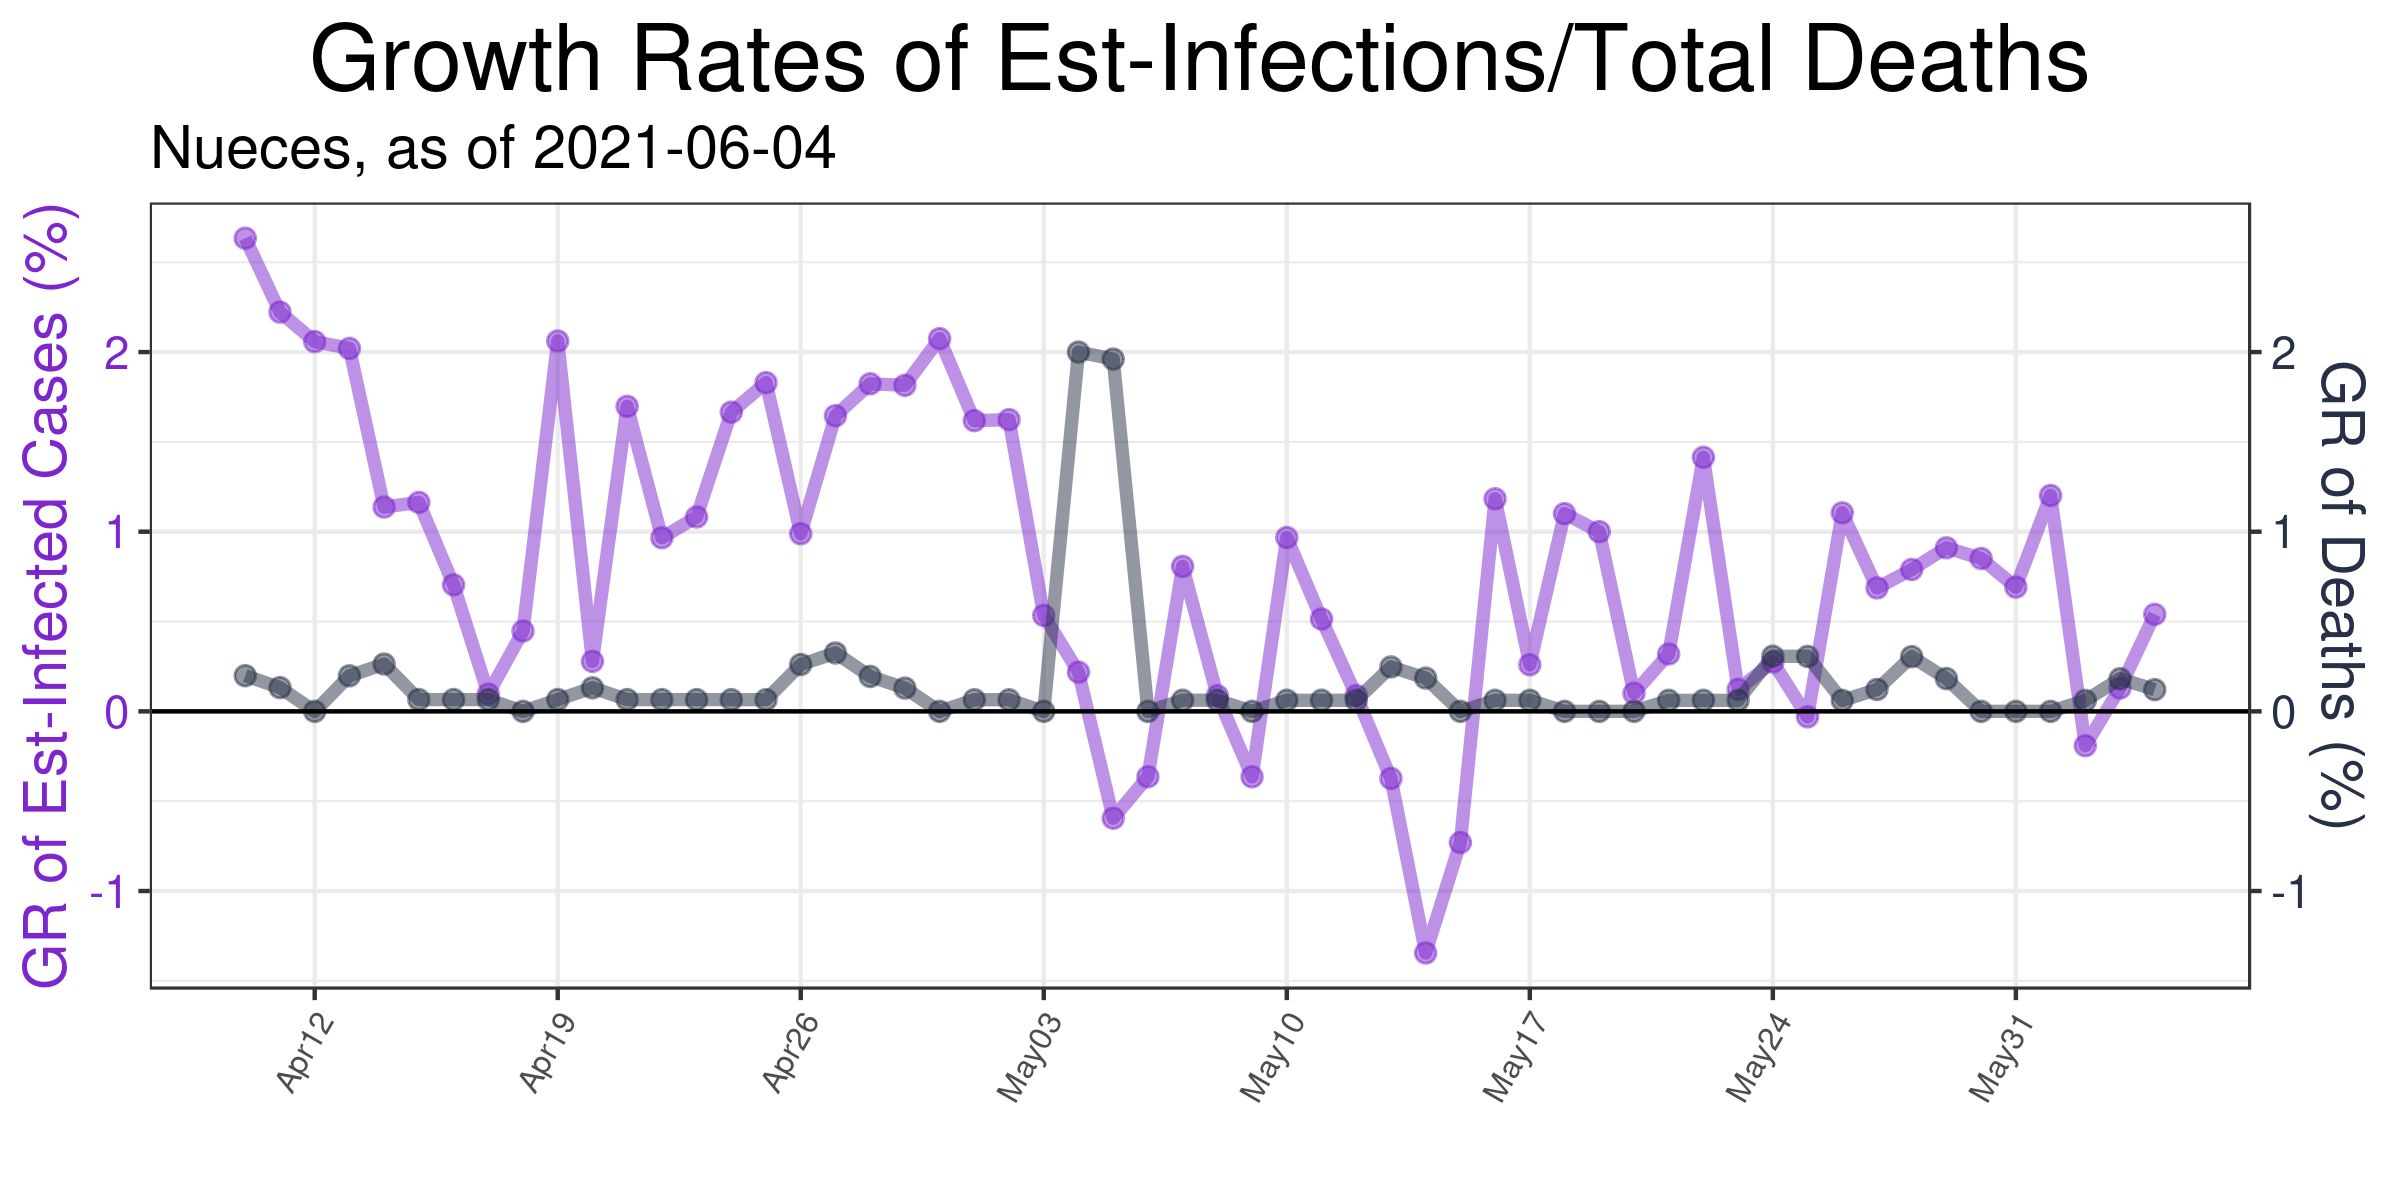 Growth Rates of Est-Infections/Total Deaths
Nueces, as of 2021-06-04
GR of Est-Infected Cases (%)
2
1
0
-1
2
1
0
-1
GR of Deaths (%)
Apr12
Apr19
Apr26
May03
May10
May17
May24
May31